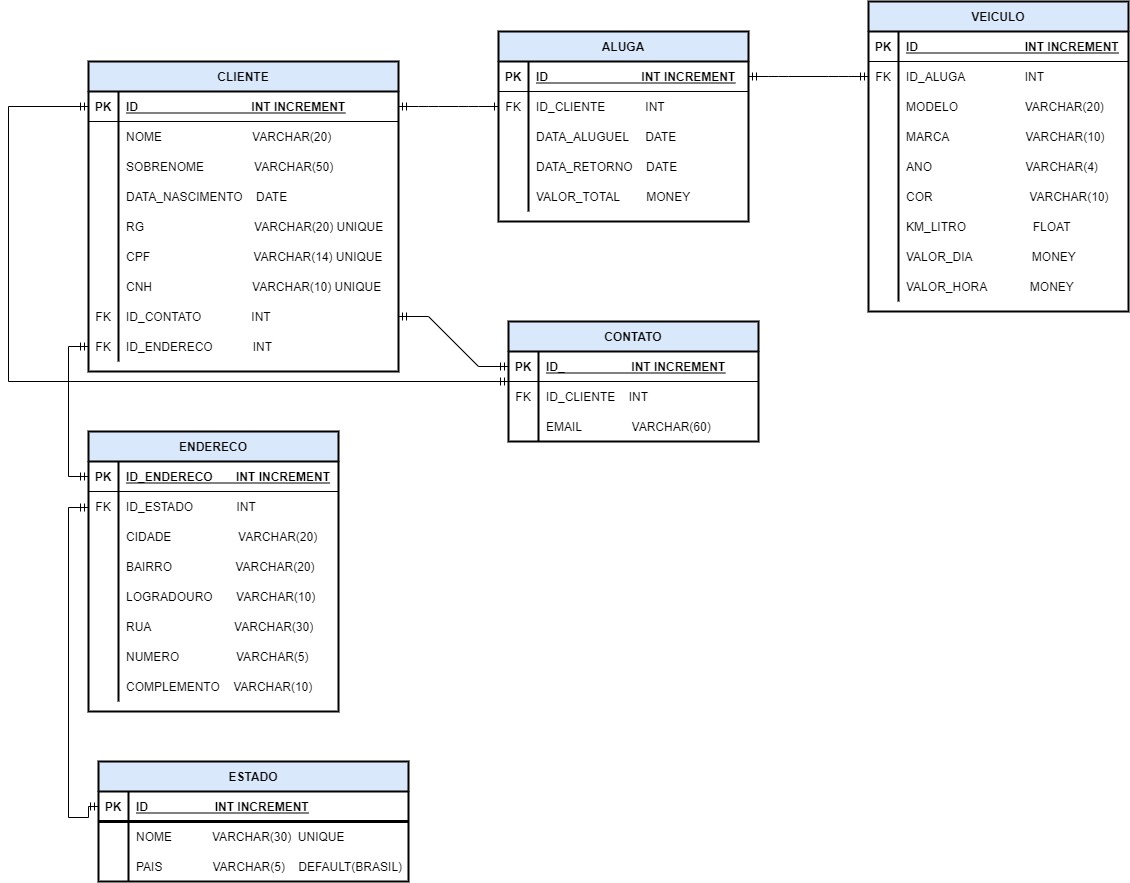 CLIENTE
PK ID INT INCREMENT
NOME VARCHAR(20)
SOBRENOME VARCHAR(50)
DATA_NASCIMENTO DATE
RG VARCHAR(20) UNIQUE
CPF VARCHAR(14) UNIQUE
CNH VARCHAR(10) UNIQUE
FK ID_CONTATO INT
FK ID_ENDERECO INT
ALUGA
PK ID INT INCREMENT
FK ID_CLIENTE INT
DATA_ALUGUEL DATE
DATA_RETORNO DATE
VALOR_TOTAL MONEY
VEICULO
PK ID INT INCREMENT
FK ID_ALUGA INT
MODELO VARCHAR(20)
MARCA VARCHAR(10)
ANO VARCHAR(4)
COR VARCHAR(10)
KM_LITRO FLOAT
VALOR_DIA MONEY
VALOR_HORA MONEY
CONTATO
PK ID_ INT INCREMENT
FK ID_CLIENTE INT
EMAIL VARCHAR(60)
ENDERECO
PK ID_ENDERECO INT INCREMENT
FK ID_ESTADO INT
CIDADE VARCHAR(20)
BAIRRO VARCHAR(20)
LOGRADOURO VARCHAR(10)
RUA VARCHAR(30)
NUMERO VARCHAR(5)
COMPLEMENTO VARCHAR(10)
ESTADO
PK ID INT INCREMENT
NOME VARCHAR(30) UNIQUE
PAIS VARCHAR(5) DEFAULT(BRASIL)